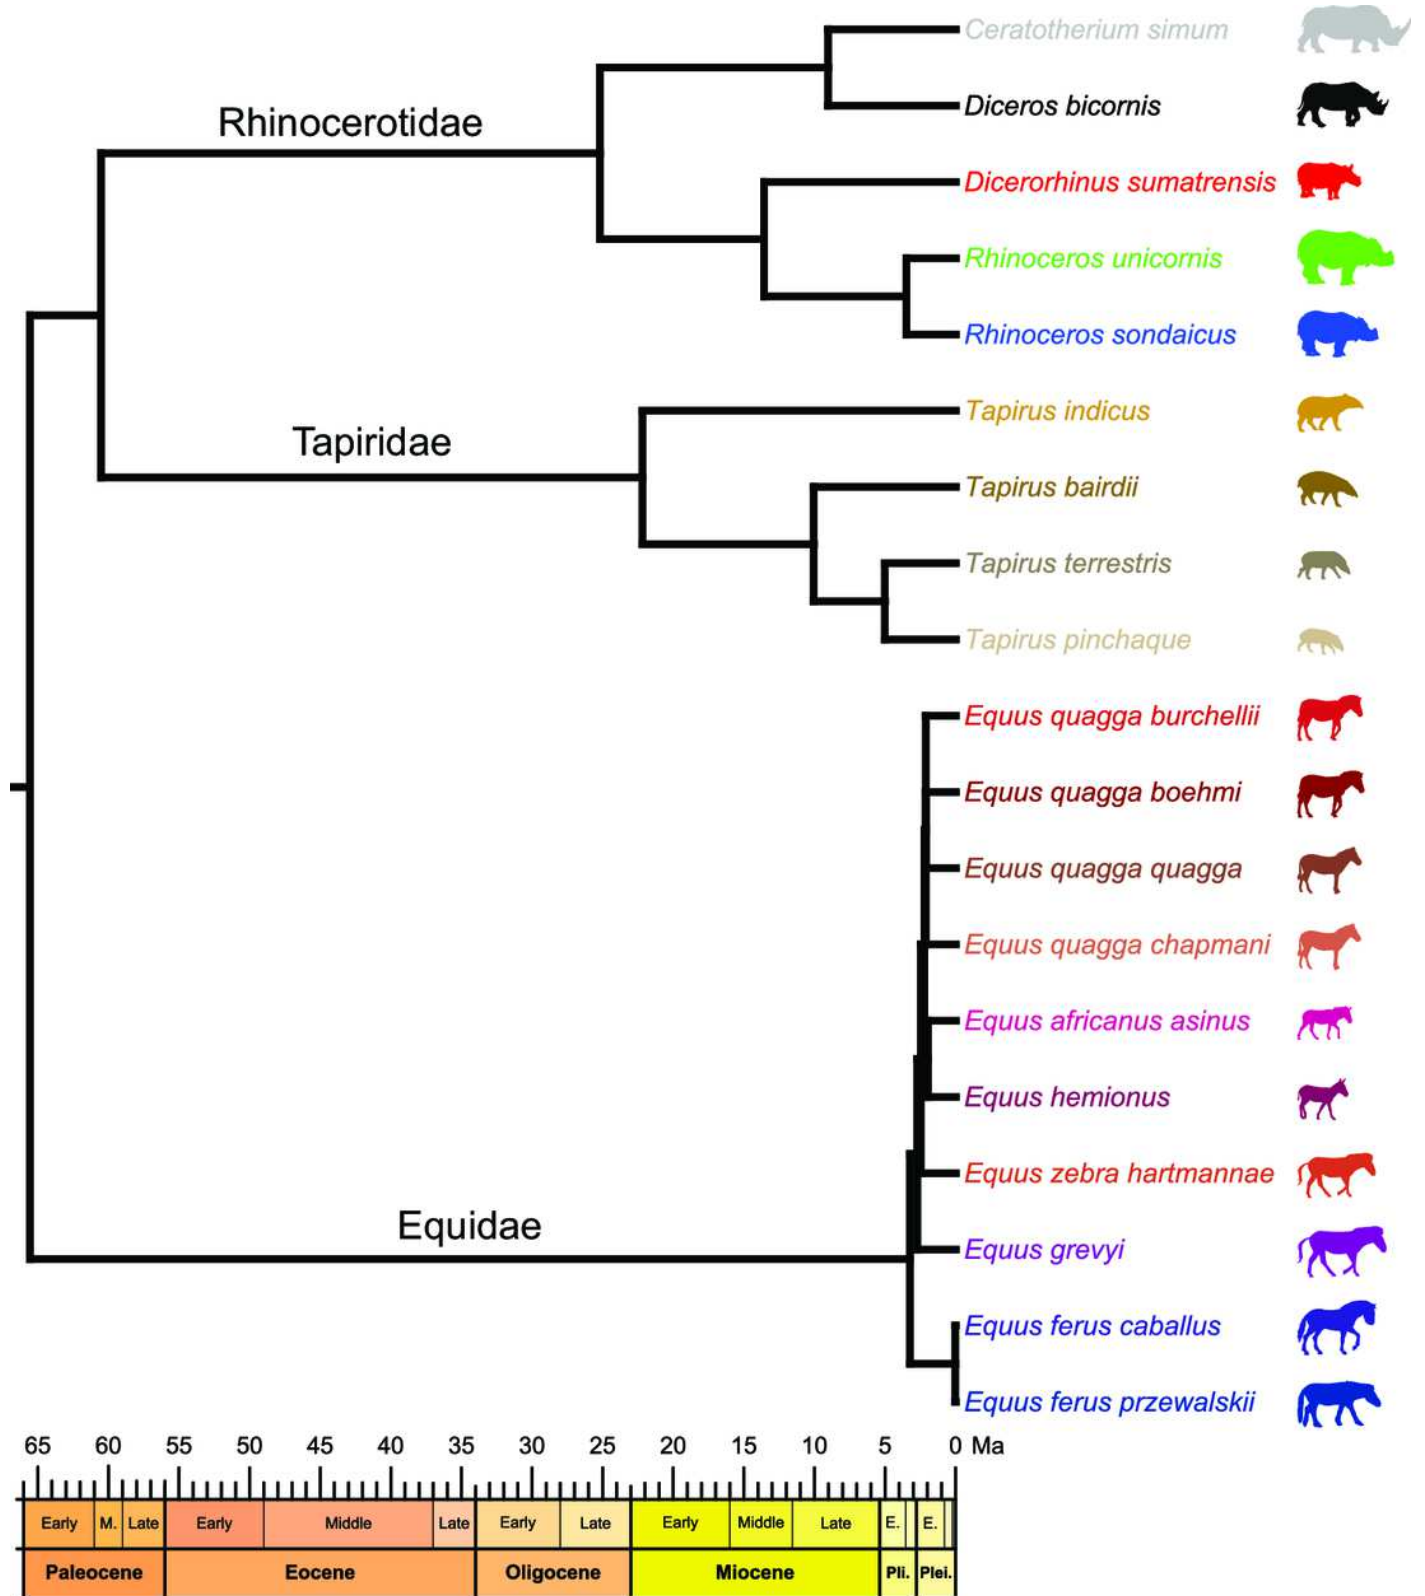 Ceratotherium simum
Rhinocerotidae
Diceros bicornis
Dicerorhinus sumatrensis
Rhinoceros unicornis
Rhinoceros sondaicus
Tapirus indicus
Tapiridae
Tapirus bairdii
Tapirus terrestris
Tapirus pinchaque
Equus quagga burchellii
Equus quagga boehmi
Equus quagga quagga
Equus quagga chapmani
Equus africanus asinus
Equus hemionus
Equus zebra hartmannae
Equidae
Equus grevyi
Equus ferus caballus
Equus ferus przewalskii
65 60 55 50 45 40 35 30 25 20 15 10 5 0 Ma
Early M. Late Early Middle Late Early Late Early Middle Late E. E.
Paleocene Eocene Oligocene Miocene Pli. Plei.